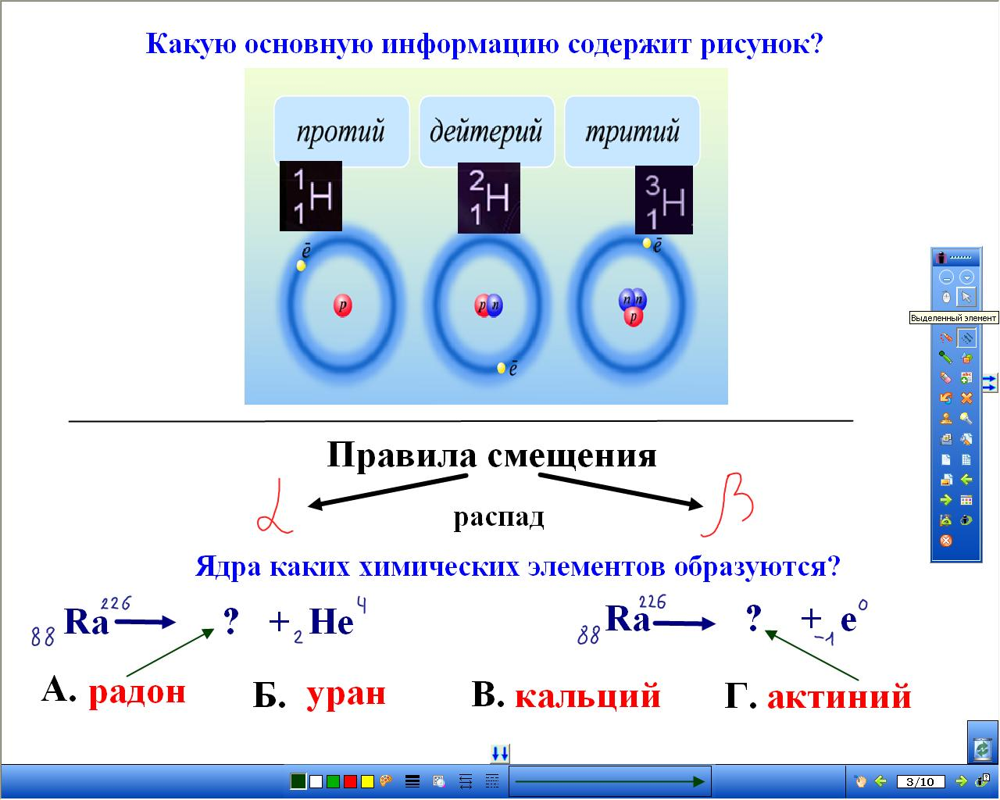 Какую основную информацию содержит рисунок?
протий дейтерий тритий
1 1 H 2 1 H 3 1 H
ē ē ē
p p n n n p
Выделенный элемент
Правила смещения
α распад β
Ядра каких химических элементов образуются?
88 Ra 226 ? + 2 He 4 88 Ra 226 ? + -1 e 0
А. радон Б. уран В. кальций Г. актиний
3/10